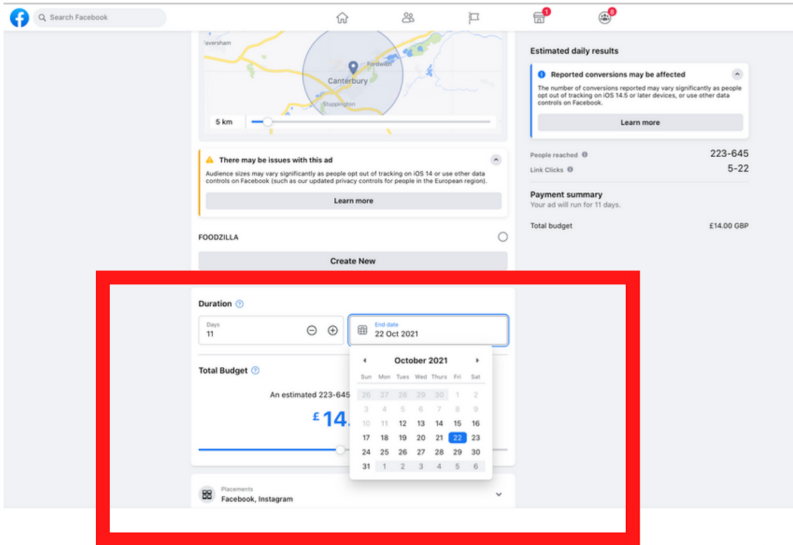 Search Facebook
1
8
Faversham
Fordwich
Canterbury
5 km
There may be issues with this ad
Audience sizes may vary significantly as people opt out of tracking on iOS 14 or use other data
controls on Facebook (such as our updated privacy controls for people in the European region).
Learn more
FOODZILLA
Create New
Duration
Days
11
End date
22 Oct 2021
October 2021
Sun Mon Tues Wed Thurs Fri Sat
26 27 28 29 30 1 2
3 4 5 6 7 8 9
10 11 12 13 14 15 16
17 18 19 20 21 22 23
24 25 26 27 28 29 30
31 1 2 3 4 5 6
Total Budget
An estimated 223-645
£14.
Placements
Facebook, Instagram
Estimated daily results
Reported conversions may be affected
The number of conversions reported may vary significantly as people
opt out of tracking on iOS 14.5 or later devices, or use other data
controls on Facebook.
Learn more
People reached 223-645
Link Clicks 5-22
Payment summary
Your ad will run for 11 days.
Total budget £14.00 GBP